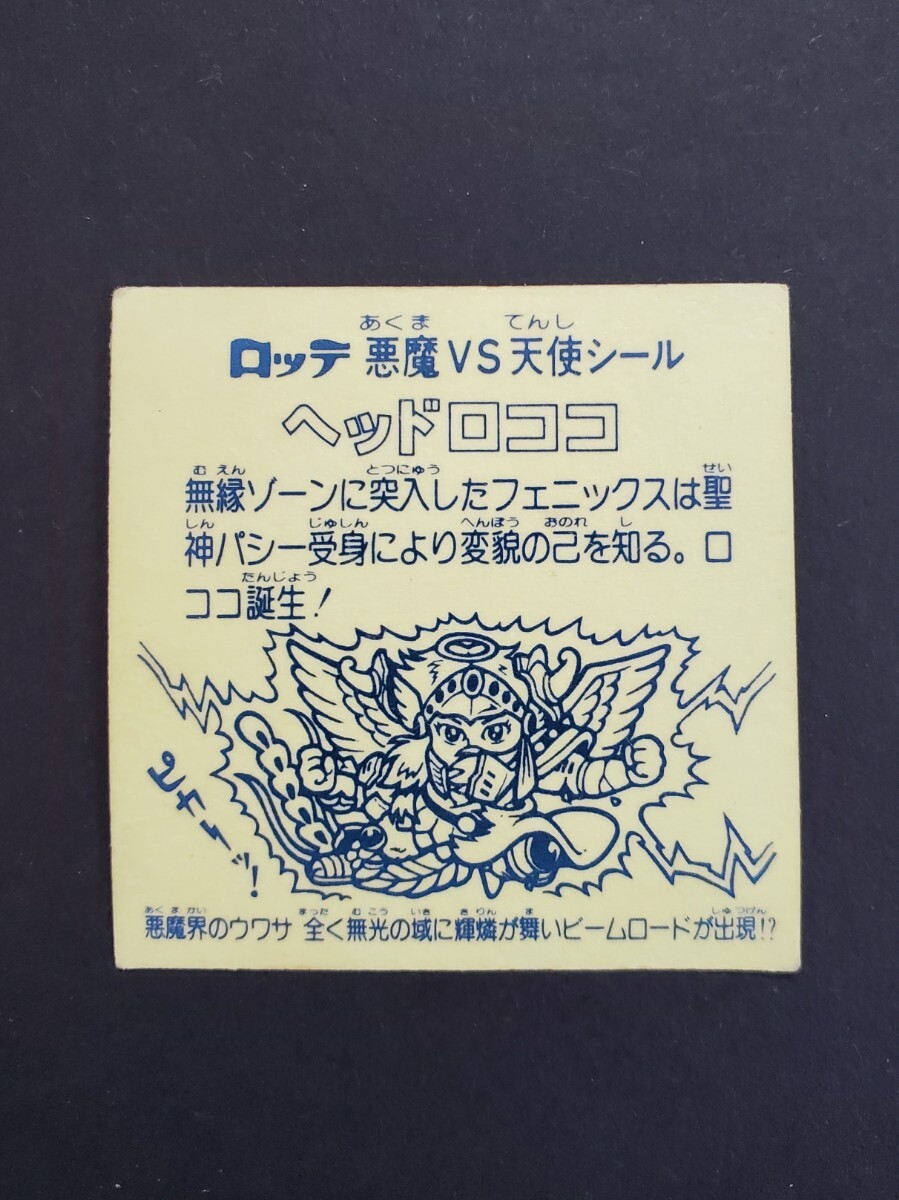 ロッテ 悪魔VS天使シール
ヘッドロココ
無縁ゾーンに突入したフェニックスは聖
神パシー受身により変貌の己を知る。ロ
ココ誕生!
ピカーッ!
悪魔界のウワサ 全く無光の域に輝燐が舞いビームロードが出現!?